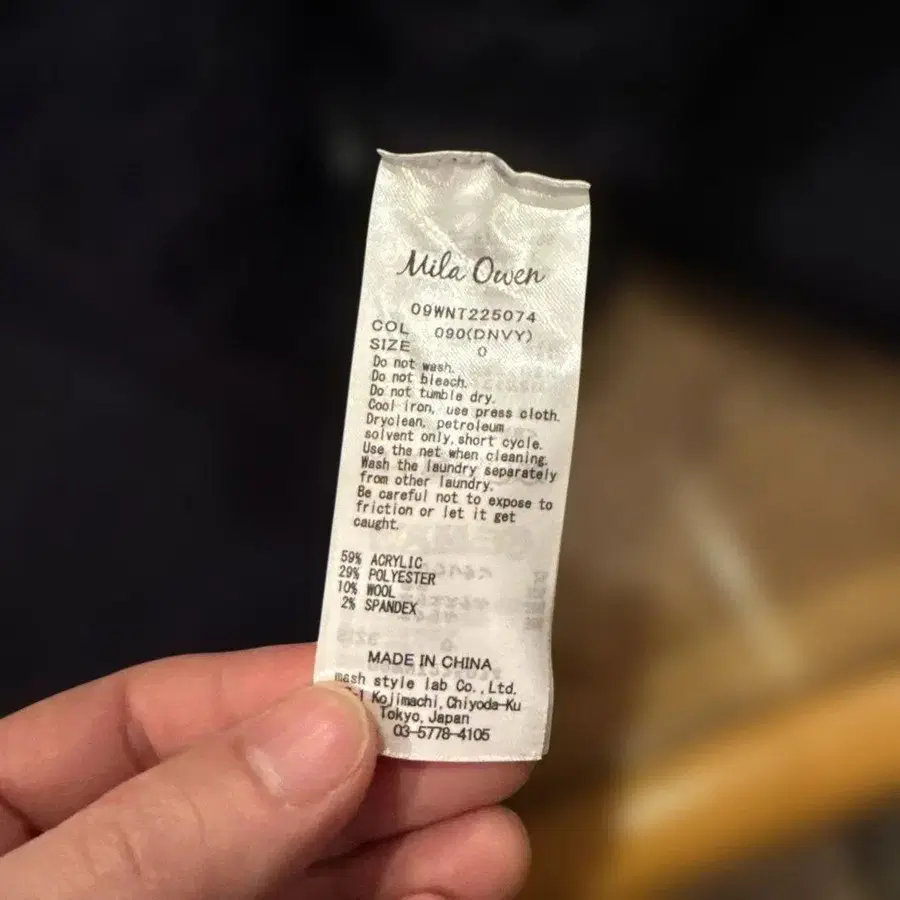 Mila Owen
09WNT225074
COL 090(DNVY)
SIZE 0
Do not wash.
Do not bleach.
Do not tumble dry.
Cool iron, use press cloth.
Dryclean, petroleum
solvent only, short cycle.
Use the net when cleaning.
Wash the laundry separately
from other laundry.
Be careful not to expose to
friction or let it get
caught.
59% ACRYLIC
29% POLYESTER
10% WOOL
2% SPANDEX
MADE IN CHINA
mash style lab Co.,Ltd.
Kojimachi,Chiyoda-Ku
Tokyo,Japan
03-5778-4105